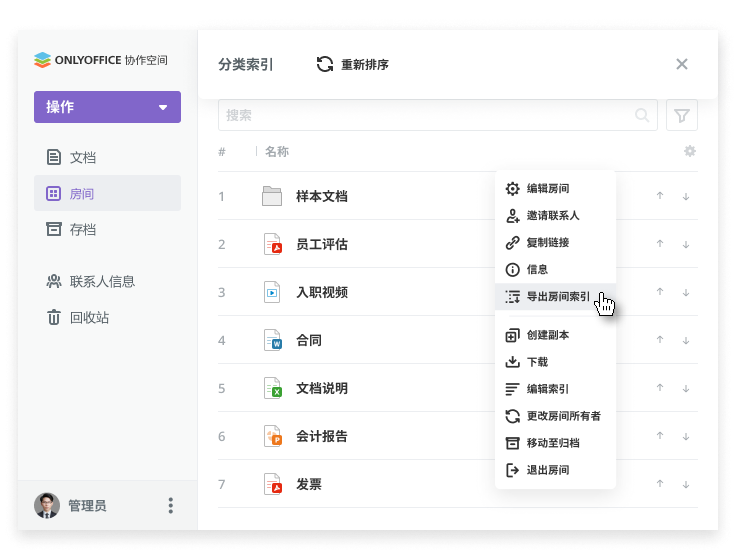 ONLYOFFICE 协作空间
操作
文档
房间
存档
联系人信息
回收站
管理员
分类索引
重新排序
搜索
# 名称
1 样本文档
2 员工评估
3 入职视频
4 合同
5 文档说明
6 会计报告
7 发票
编辑房间
邀请联系人
复制链接
信息
导出房间索引
创建副本
下载
编辑索引
更改房间所有者
移动至归档
退出房间